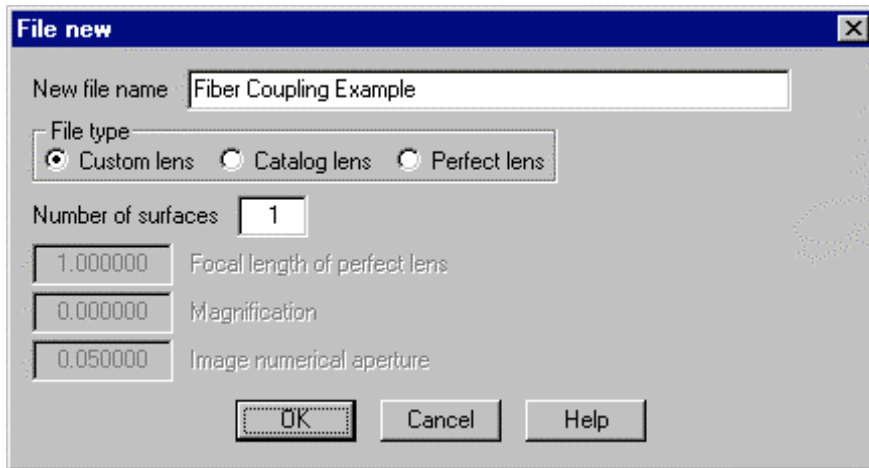 File new
New file name Fiber Coupling Example
File type
Custom lens Catalog lens Perfect lens
Number of surfaces 1
1.000000 Focal length of perfect lens
0.000000 Magnification
0.050000 Image numerical aperture
OK Cancel Help